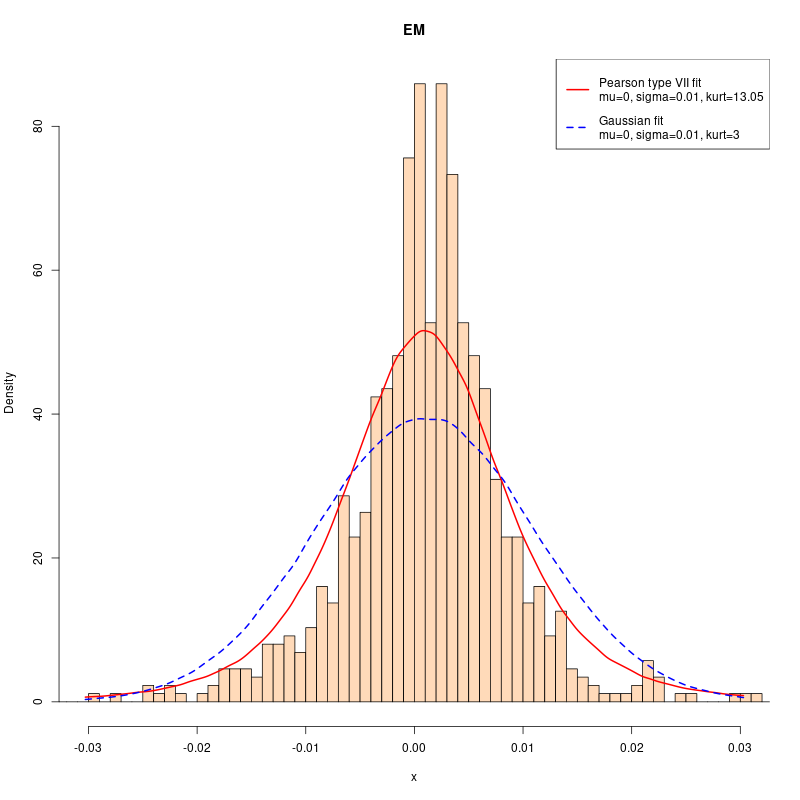 EM
Pearson type VII fit
mu=0, sigma=0.01, kurt=13.05
Gaussian fit
mu=0, sigma=0.01, kurt=3
Density
80
60
40
20
0
-0.03 -0.02 -0.01 0.00 0.01 0.02 0.03
x